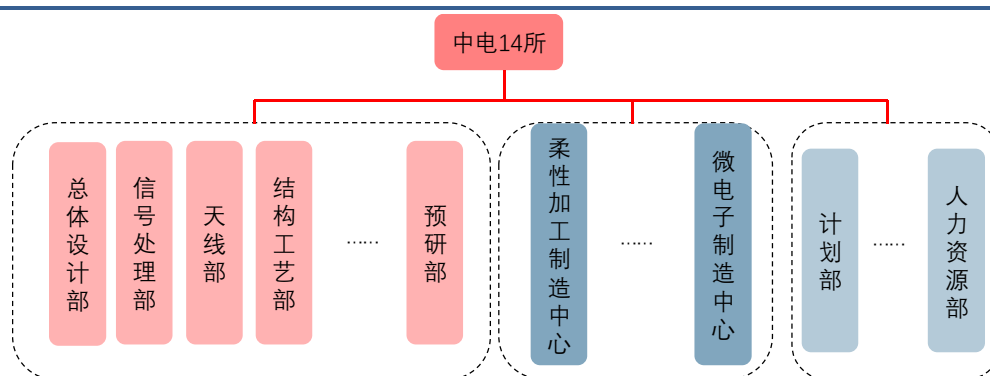 中电14所
总体设计部
信号处理部
天线部
结构工艺部
……
预研部
柔性加工制造中心
……
微电子制造中心
计划部
……
人力资源部